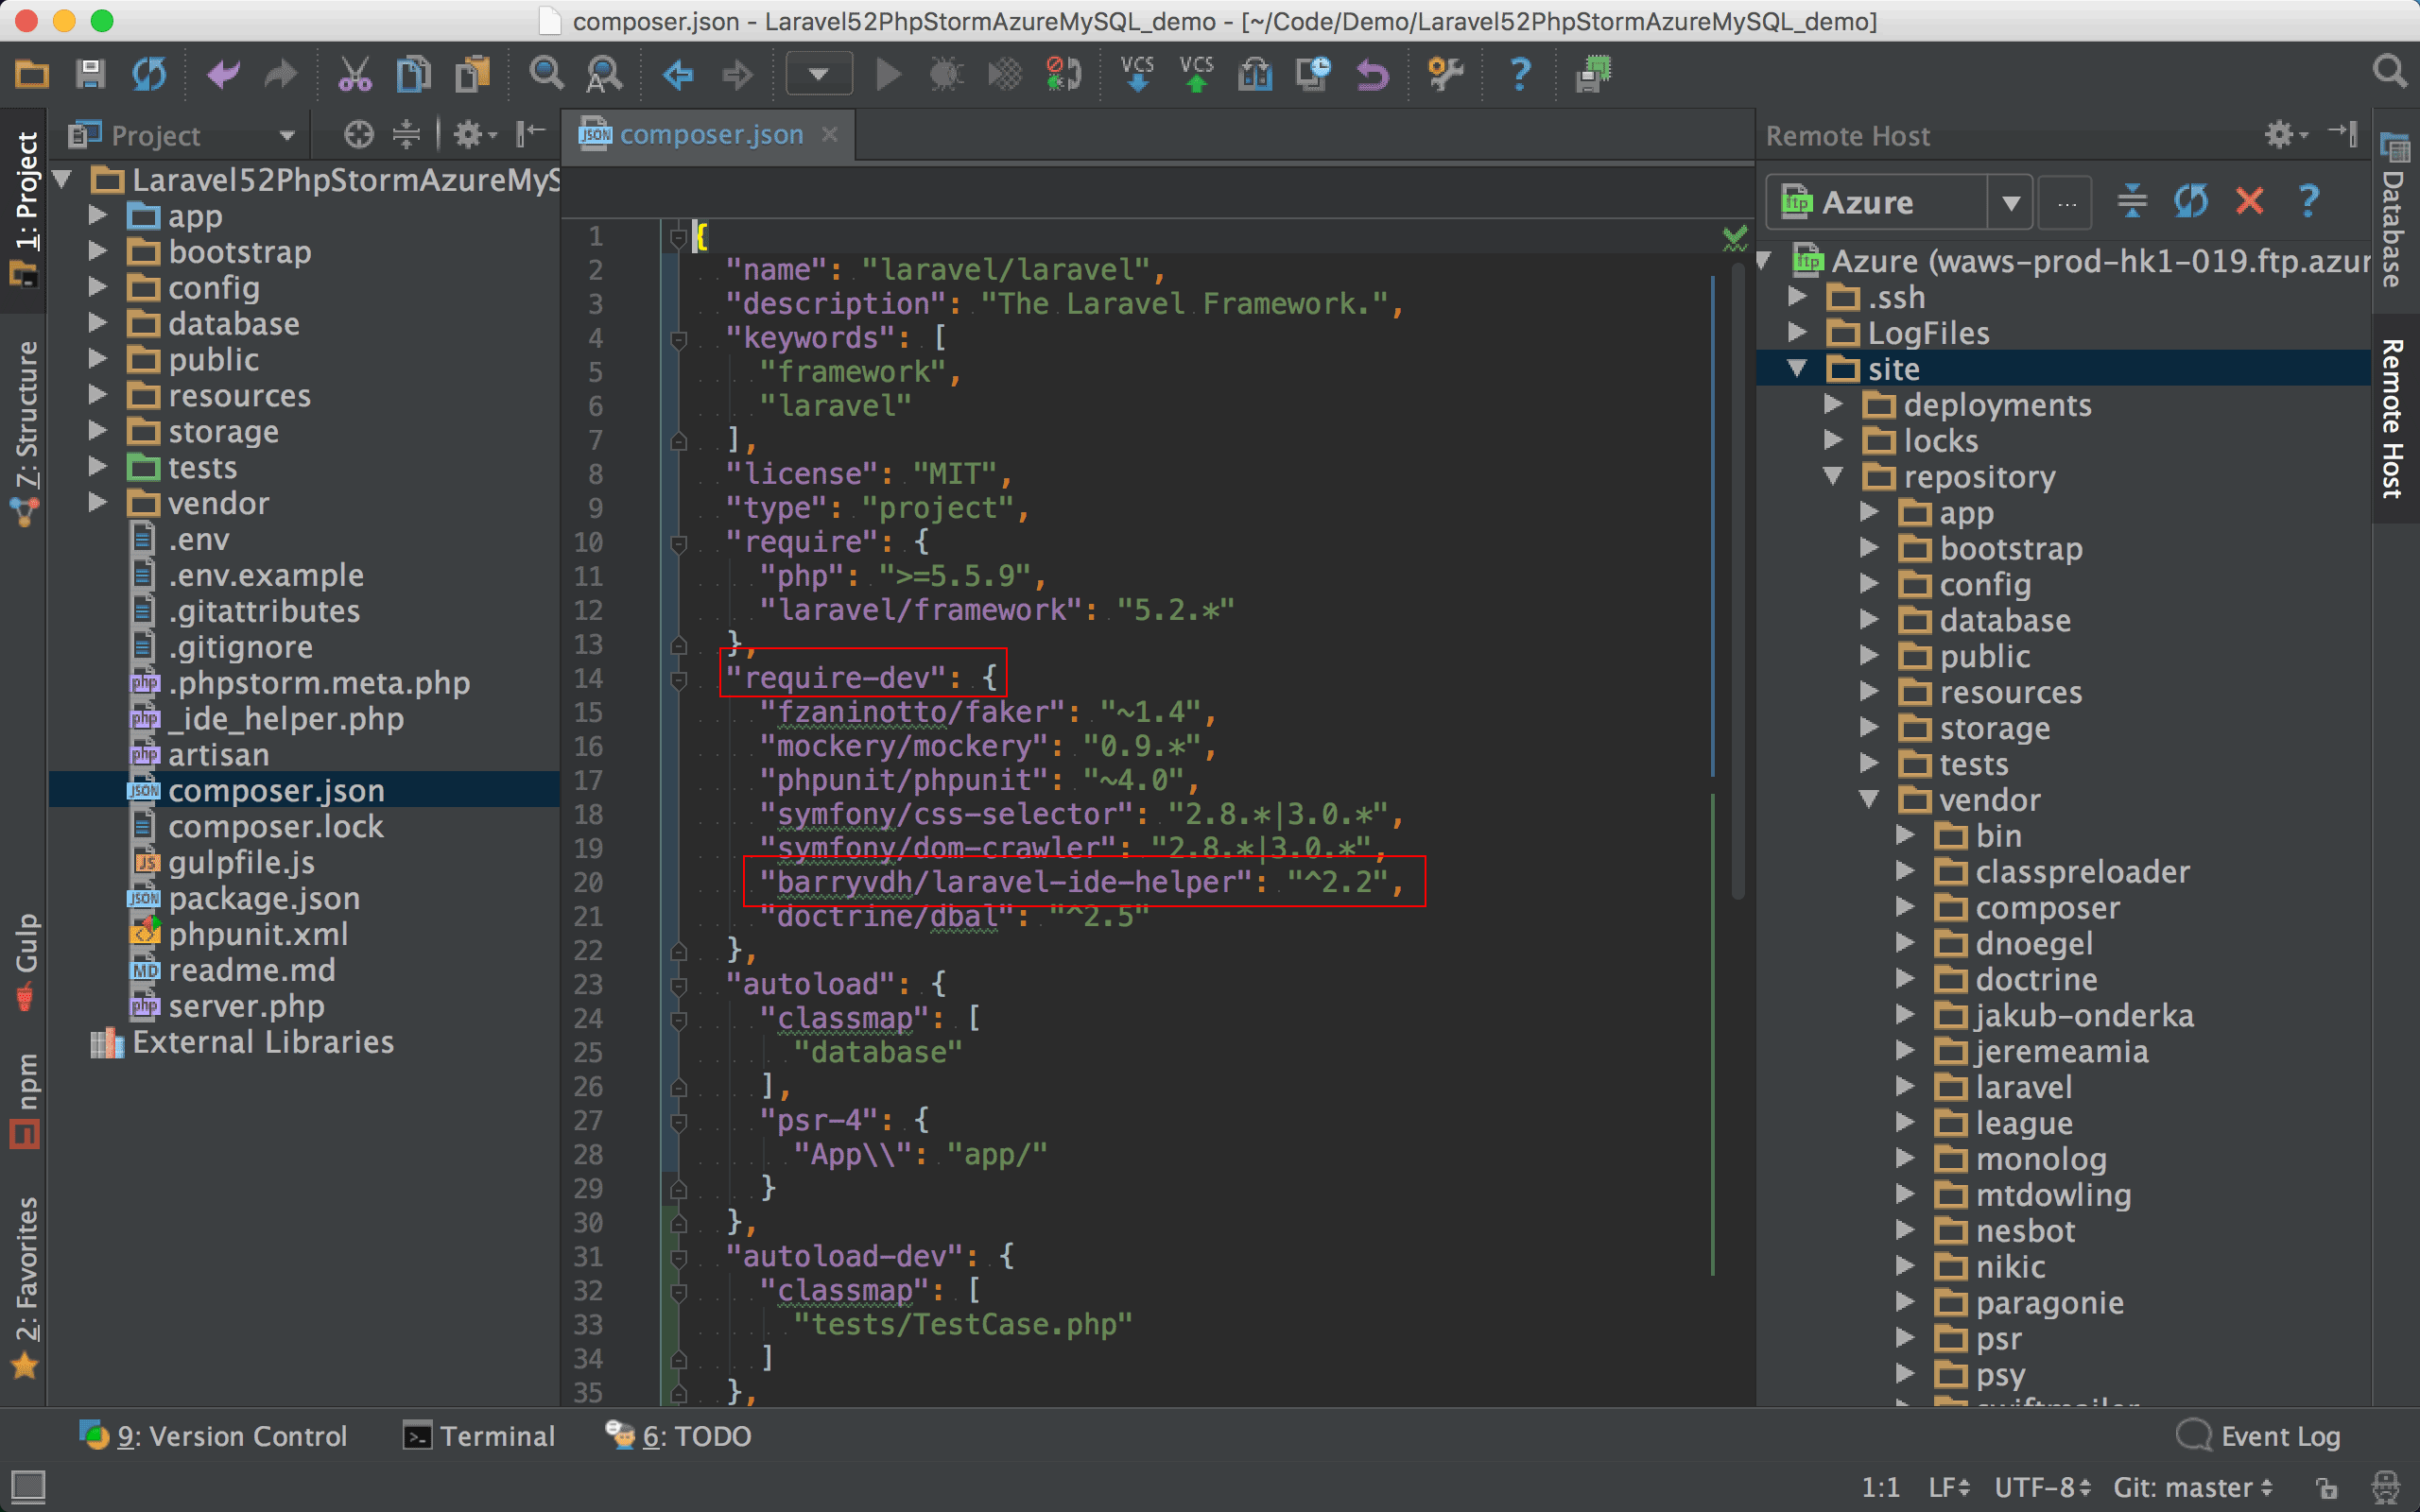 composer.json - Laravel52PhpStormAzureMySQL_demo - [~/Code/Demo/Laravel52PhpStormAzureMySQL_demo]
VCS VCS
1: Project
7: Structure
Gulp
npm
2: Favorites
Project
Laravel52PhpStormAzureMyS
app
bootstrap
config
database
public
resources
storage
tests
vendor
.env
.env.example
.gitattributes
.gitignore
.phpstorm.meta.php
_ide_helper.php
artisan
composer.json
composer.lock
gulpfile.js
package.json
phpunit.xml
readme.md
server.php
External Libraries
composer.json
1 {
2 "name": "laravel/laravel",
3 "description": "The Laravel Framework.",
4 "keywords": [
5 "framework",
6 "laravel"
7 ],
8 "license": "MIT",
9 "type": "project",
10 "require": {
11 "php": ">=5.5.9",
12 "laravel/framework": "5.2.*"
13 },
14 "require-dev": {
15 "fzaninotto/faker": "~1.4",
16 "mockery/mockery": "0.9.*",
17 "phpunit/phpunit": "~4.0",
18 "symfony/css-selector": "2.8.*|3.0.*",
19 "symfony/dom-crawler": "2.8.*|3.0.*",
20 "barryvdh/laravel-ide-helper": "^2.2",
21 "doctrine/dbal": "^2.5"
22 },
23 "autoload": {
24 "classmap": [
25 "database"
26 ],
27 "psr-4": {
28 "App\\": "app/"
29 }
30 },
31 "autoload-dev": {
32 "classmap": [
33 "tests/TestCase.php"
34 ]
35 },
Remote Host
Azure
...
Azure (waws-prod-hk1-019.ftp.azur
.ssh
LogFiles
site
deployments
locks
repository
app
bootstrap
config
database
public
resources
storage
tests
vendor
bin
classpreloader
composer
dnoegel
doctrine
jakub-onderka
jeremeamia
laravel
league
monolog
mtdowling
nesbot
nikic
paragonie
psr
psy
Database
Remote Host
9: Version Control
Terminal
6: TODO
Event Log
1:1 LF UTF-8 Git: master